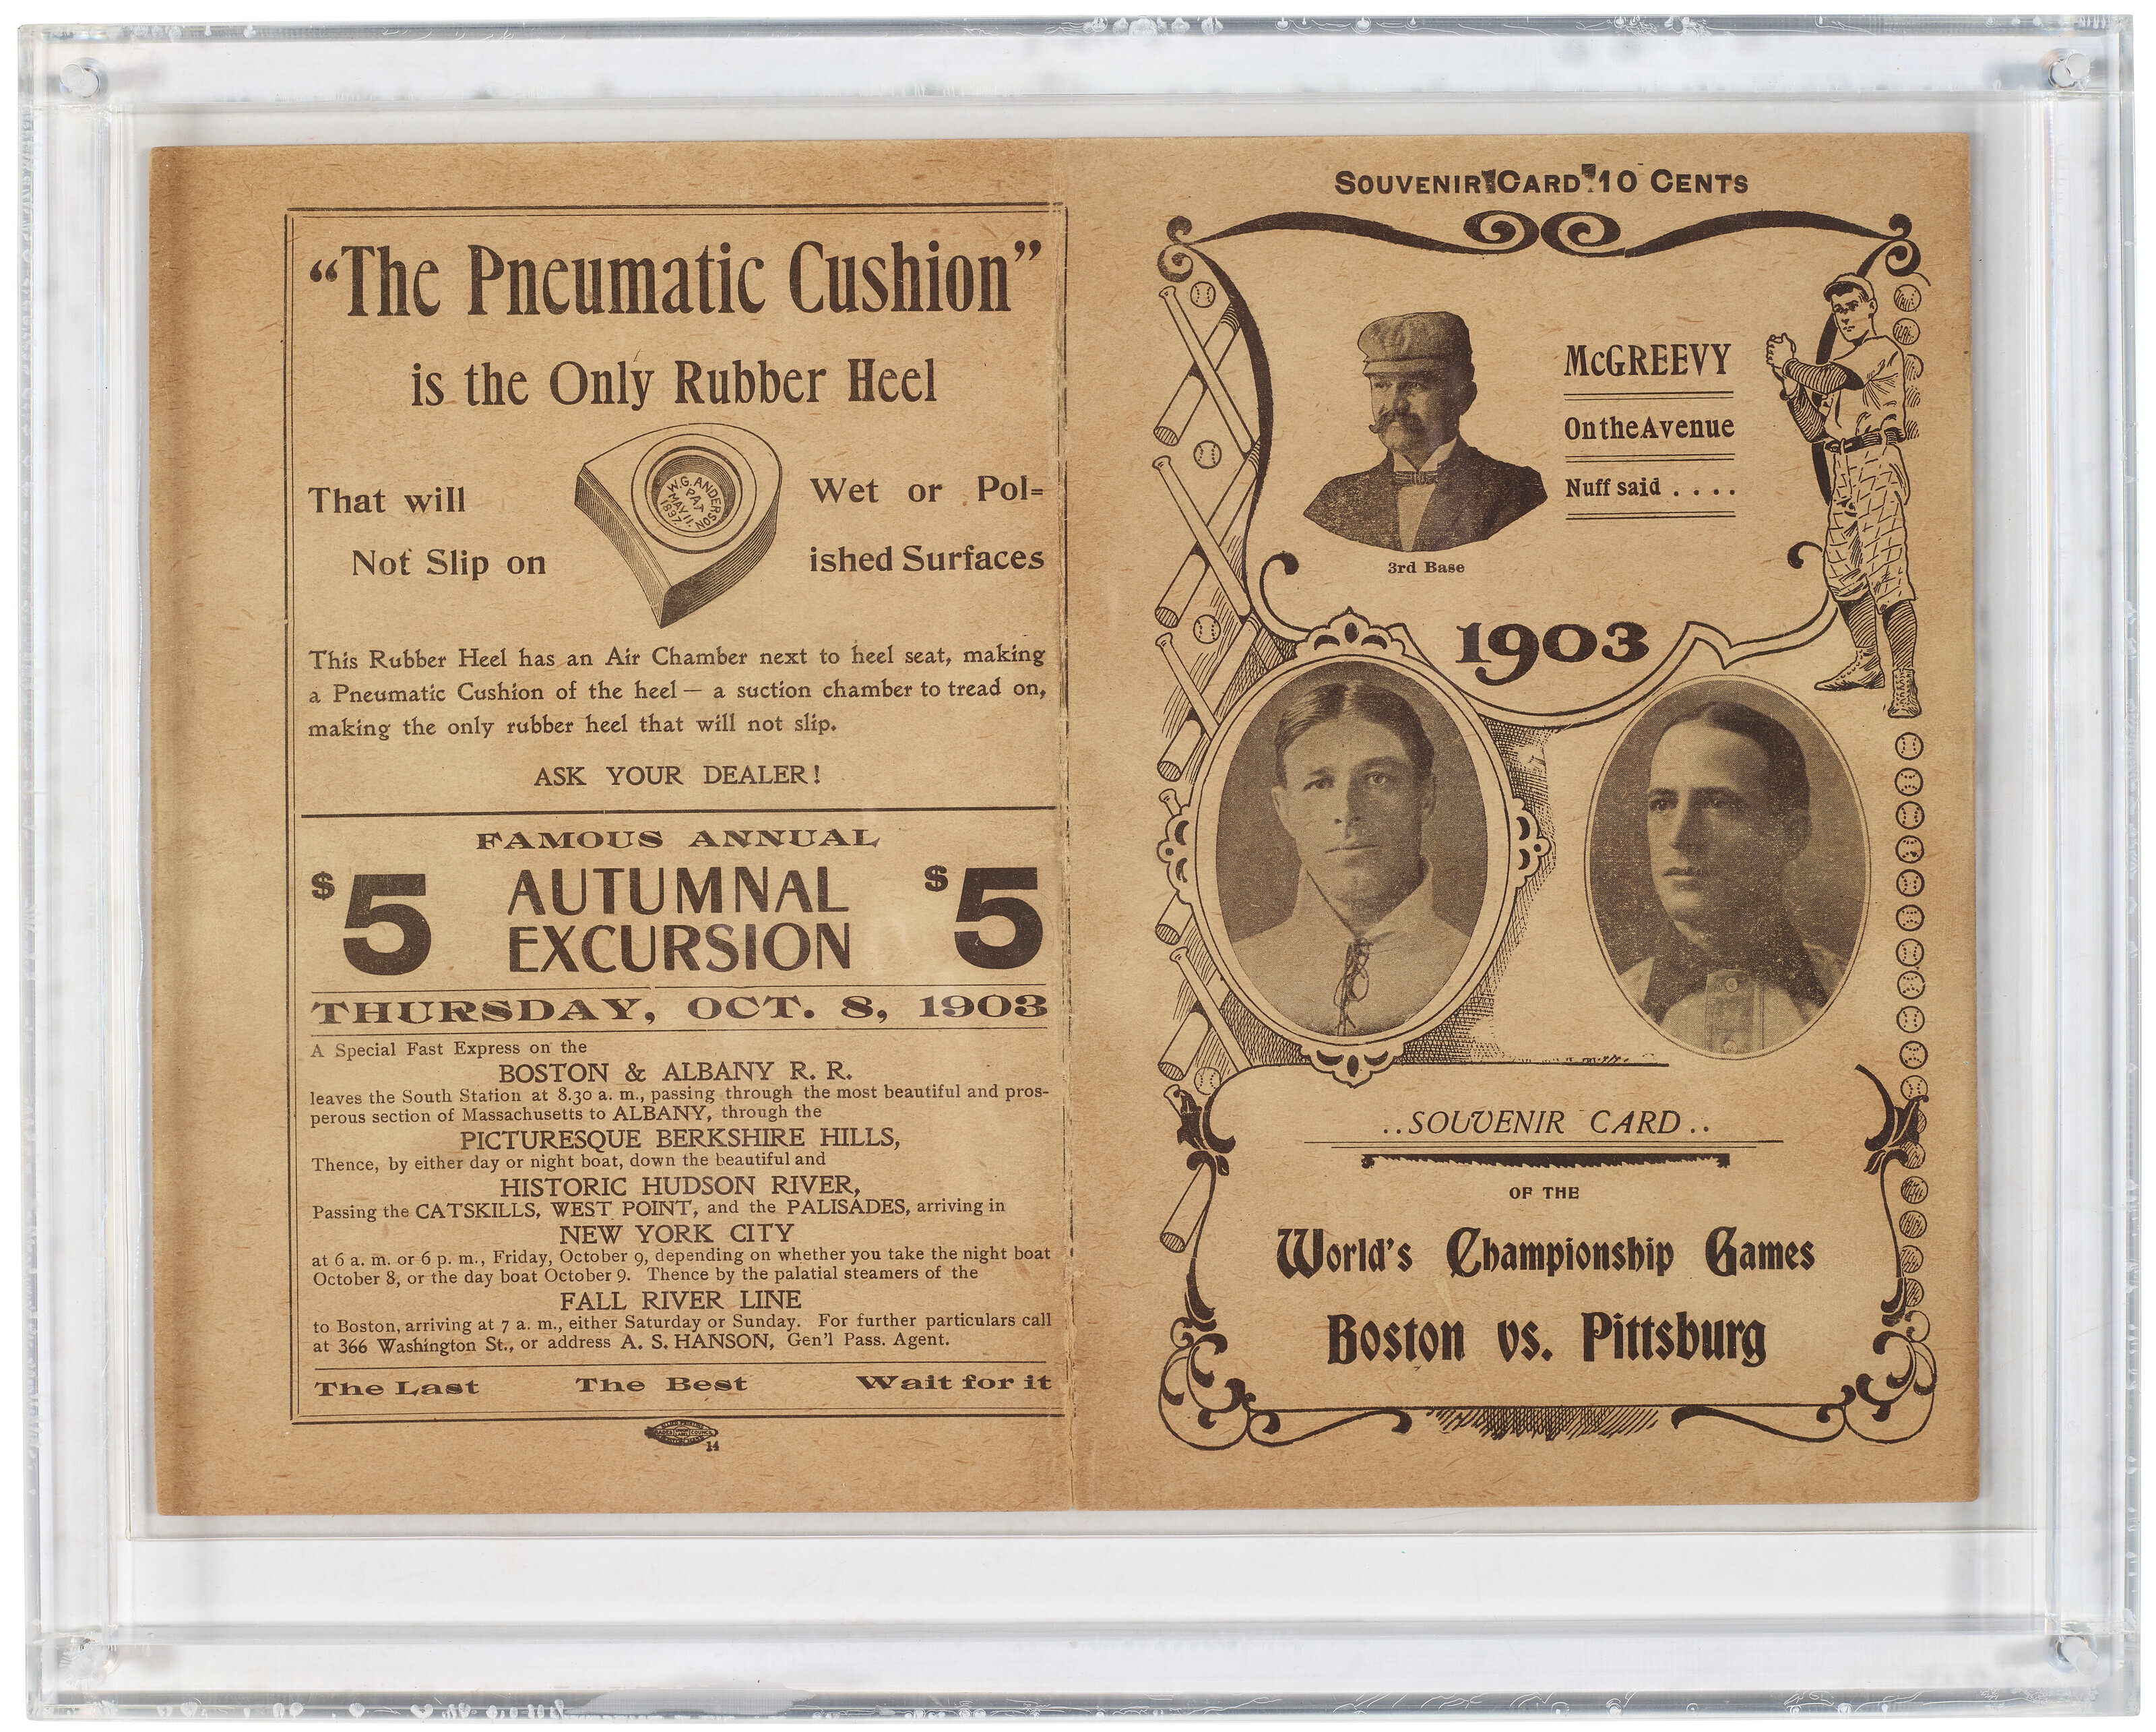 "The Pneumatic Cushion"
is the Only Rubber Heel
That will
Not Slip on
W.G. ANDERSON
PAT
MAY 11.
1897.
Wet or Pol=
ished Surfaces
This Rubber Heel has an Air Chamber next to heel seat, making
a Pneumatic Cushion of the heel — a suction chamber to tread on,
making the only rubber heel that will not slip.
ASK YOUR DEALER!
FAMOUS ANNUAL
$5 AUTUMNAL $5
EXCURSION
THURSDAY, OCT. 8, 1903
A Special Fast Express on the
BOSTON & ALBANY R. R.
leaves the South Station at 8.30 a. m., passing through the most beautiful and pros-
perous section of Massachusetts to ALBANY, through the
PICTURESQUE BERKSHIRE HILLS,
Thence, by either day or night boat, down the beautiful and
HISTORIC HUDSON RIVER,
Passing the CATSKILLS, WEST POINT, and the PALISADES, arriving in
NEW YORK CITY
at 6 a. m. or 6 p. m., Friday, October 9, depending on whether you take the night boat
October 8, or the day boat October 9. Thence by the palatial steamers of the
FALL RIVER LINE
to Boston, arriving at 7 a. m., either Saturday or Sunday. For further particulars call
at 366 Washington St., or address A. S. HANSON, Gen'l Pass. Agent.
The Last The Best Wait for it
14
SOUVENIR CARD 10 CENTS
McGREEVY
On the Avenue
Nuff said . . . .
3rd Base
1903
..SOUVENIR CARD..
OF THE
World's Championship Games
Boston vs. Pittsburg